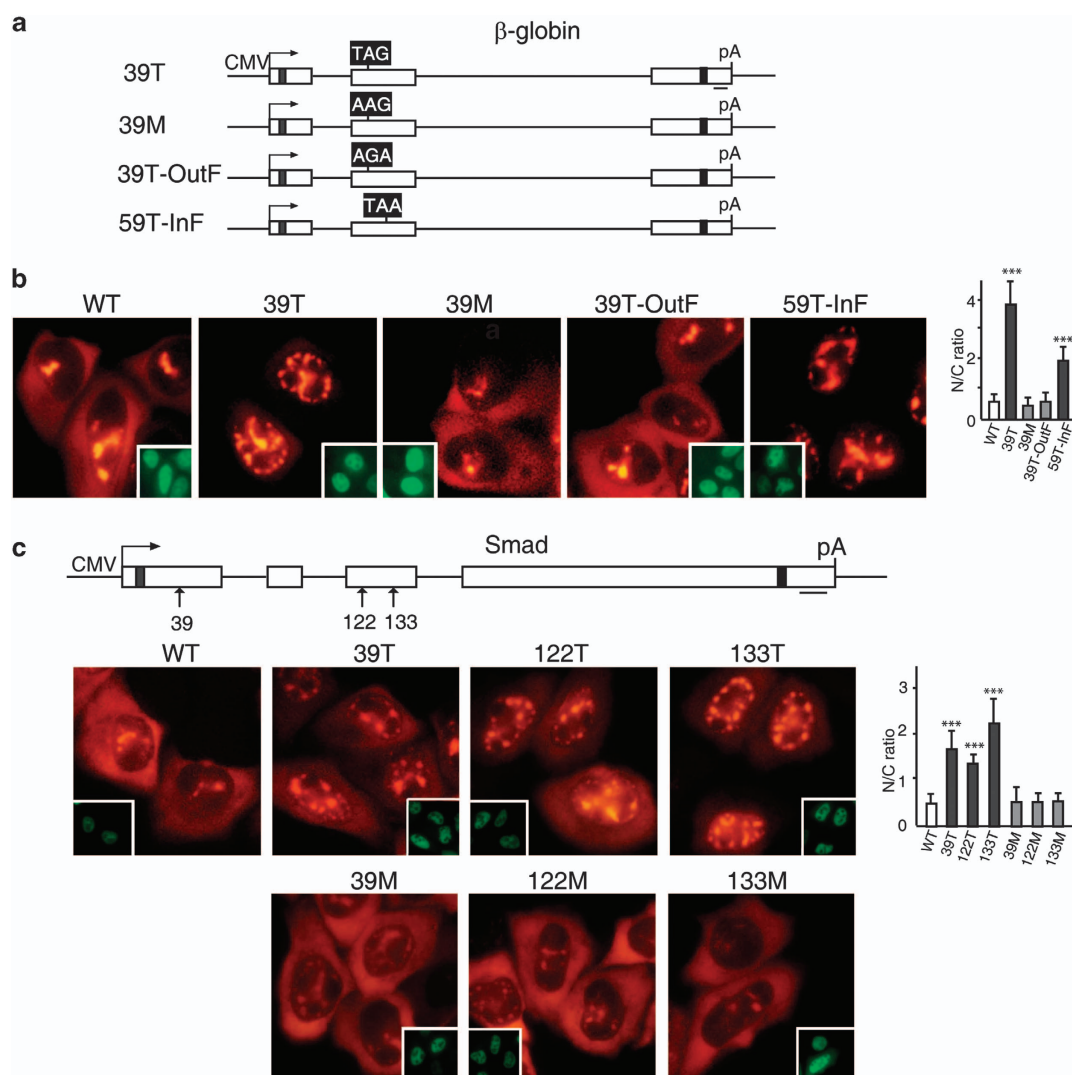 a
β-globin
39T
CMV
TAG
pA
39M
AAG
pA
39T-OutF
AGA
pA
59T-InF
TAA
pA
b
WT
39T
39M
39T-OutF
59T-InF
a
N/C ratio
4
2
0
***
***
WT
39T
39M
39T-OutF
59T-InF
c
Smad
CMV
pA
39
122
133
WT
39T
122T
133T
N/C ratio
3
2
1
0
***
***
***
WT
39T
122T
133T
39M
122M
133M
39M
122M
133M